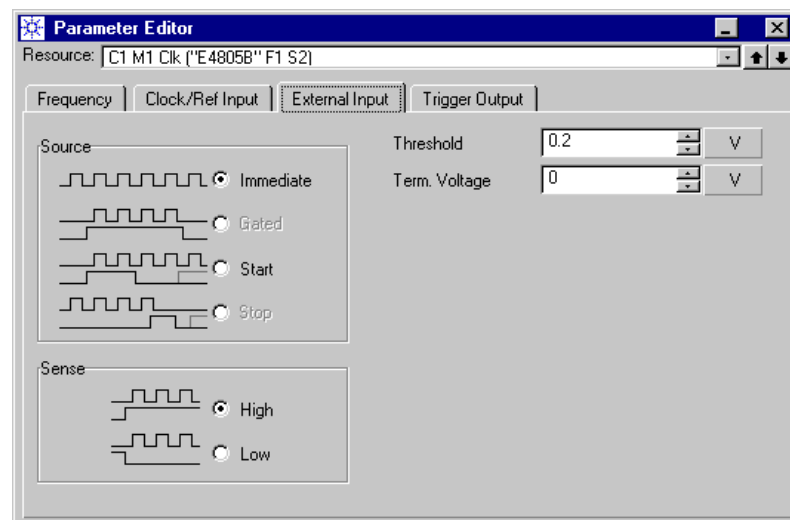 Parameter Editor
Resource: C1 M1 Clk ("E4805B" F1 S2)
Frequency Clock/Ref Input External Input Trigger Output
Source
Immediate
Gated
Start
Stop
Threshold 0.2 V
Term. Voltage 0 V
Sense
High
Low